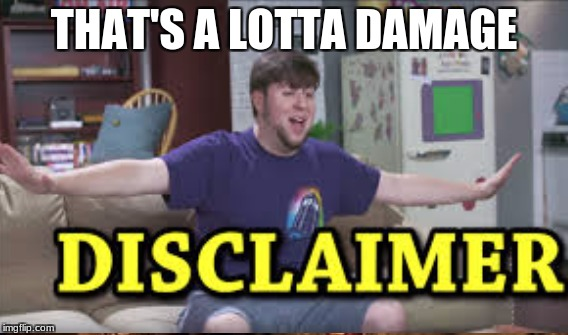 THAT'S A LOTTA DAMAGE
DISCLAIMER
imgflip.com